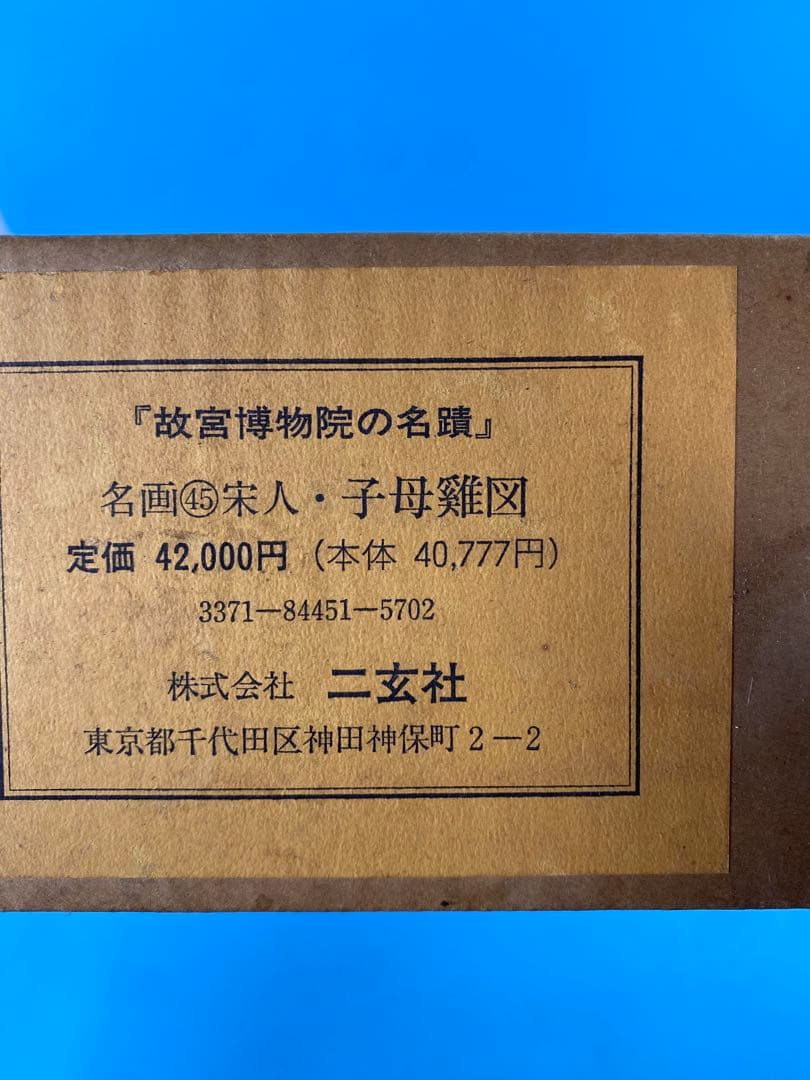 『故宮博物院の名蹟』
名画㊺宋人・子母雞図
定価 42,000円（本体 40,777円）
3371—84451—5702
株式会社 二玄社
東京都千代田区神田神保町2—2